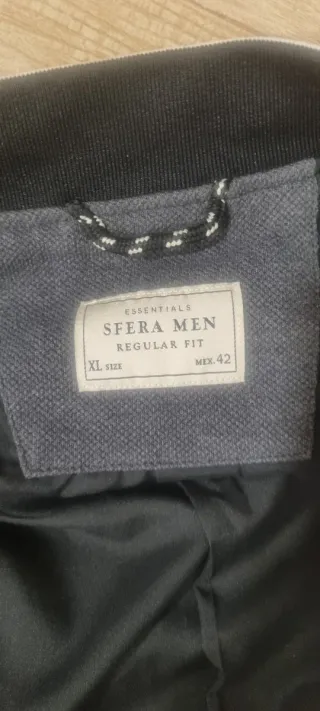 ESSENTIALS
SFERA MEN
REGULAR FIT
XL SIZE MEX. 42